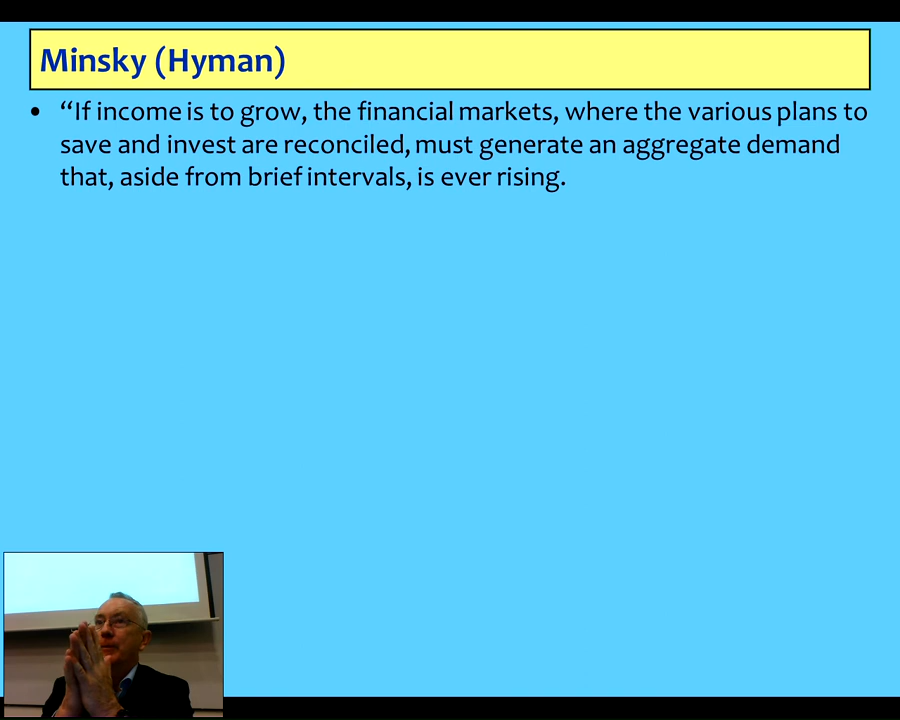 Minsky (Hyman)
• “If income is to grow, the financial markets, where the various plans to
save and invest are reconciled, must generate an aggregate demand
that, aside from brief intervals, is ever rising.